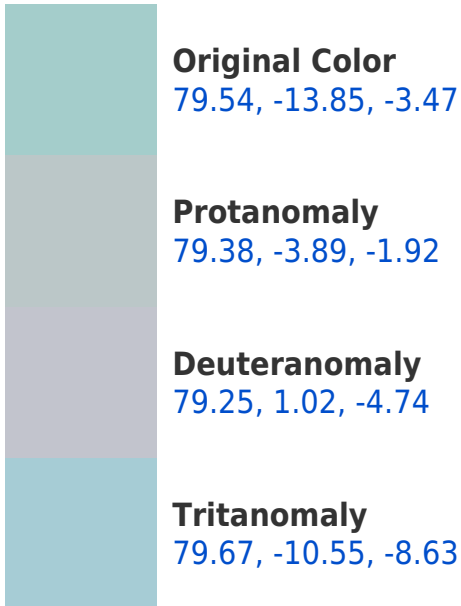 Original Color
79.54, -13.85, -3.47
Protanomaly
79.38, -3.89, -1.92
Deuteranomaly
79.25, 1.02, -4.74
Tritanomaly
79.67, -10.55, -8.63